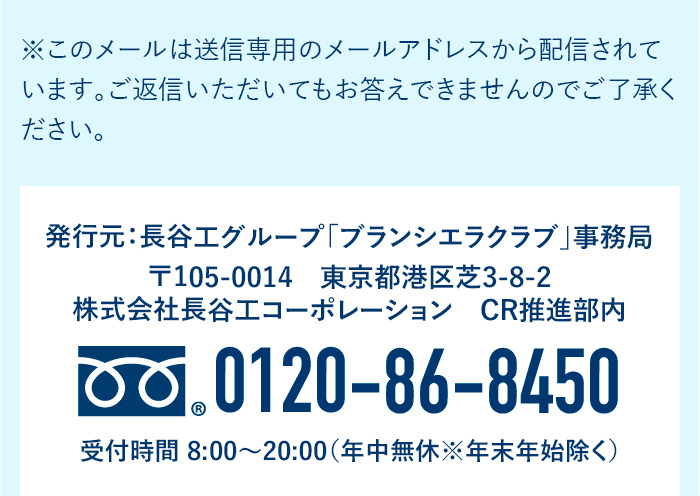 ※このメールは送信専用のメールアドレスから配信されて
います。ご返信いただいてもお答えできませんのでご了承く
ださい。
発行元：長谷工グループ「ブランシエラクラブ」事務局
〒105-0014　東京都港区芝3-8-2
株式会社長谷工コーポレーション　CR推進部内
® 0120-86-8450
受付時間 8:00〜20:00（年中無休※年末年始除く）